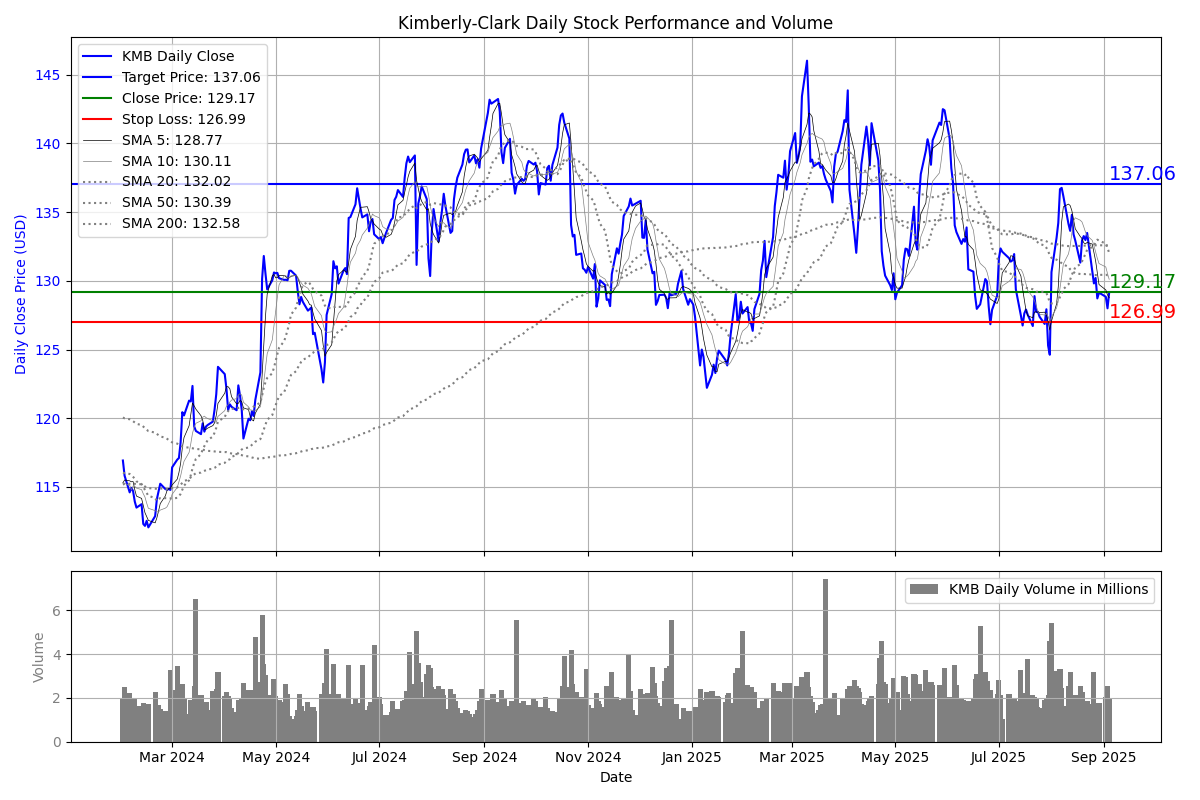 Kimberly-Clark Daily Stock Performance and Volume
KMB Daily Close
Target Price: 137.06
Close Price: 129.17
Stop Loss: 126.99
SMA 5: 128.77
SMA 10: 130.11
SMA 20: 132.02
SMA 50: 130.39
SMA 200: 132.58
145
140
135
130
125
120
115
Daily Close Price (USD)
137.06
129.17
126.99
KMB Daily Volume in Millions
6
4
2
0
Volume
Mar 2024
May 2024
Jul 2024
Sep 2024
Nov 2024
Jan 2025
Mar 2025
May 2025
Jul 2025
Sep 2025
Date